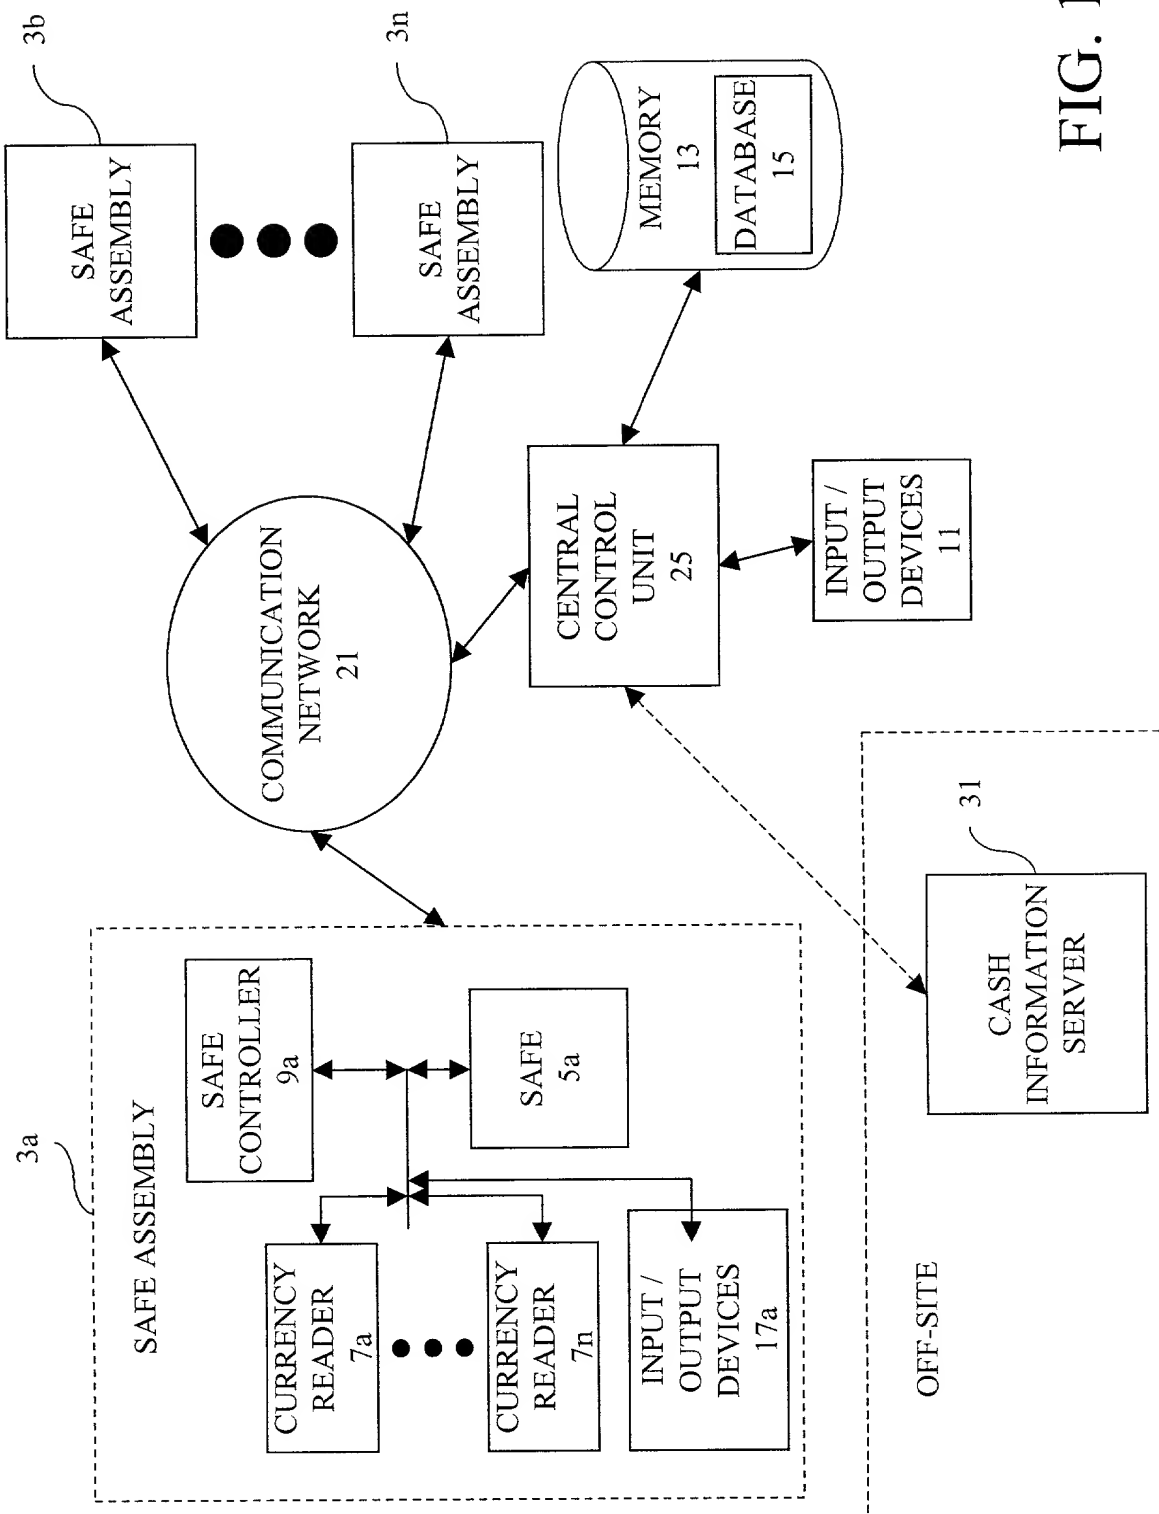 3a
SAFE ASSEMBLY
CURRENCY
READER
7a
CURRENCY
READER
7n
INPUT /
OUTPUT
DEVICES
17a
SAFE
CONTROLLER
9a
SAFE
5a
COMMUNICATION
NETWORK
21
SAFE
ASSEMBLY
3b
SAFE
ASSEMBLY
3n
CENTRAL
CONTROL
UNIT
25
MEMORY
13
DATABASE
15
INPUT /
OUTPUT
DEVICES
11
OFF-SITE
CASH
INFORMATION
SERVER
31
FIG. 1